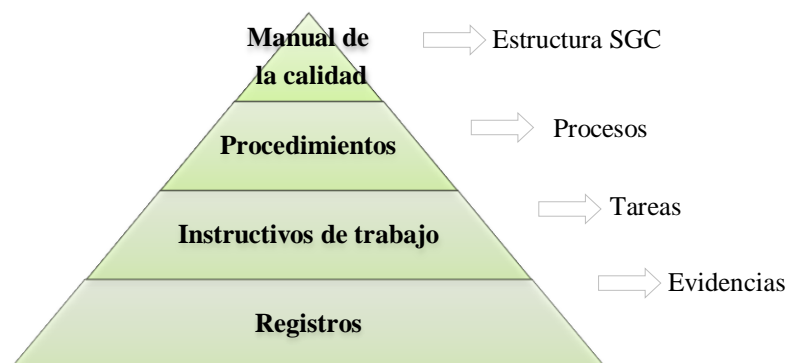 Manual de
la calidad
Estructura SGC
Procedimientos
Procesos
Instructivos de trabajo
Tareas
Registros
Evidencias